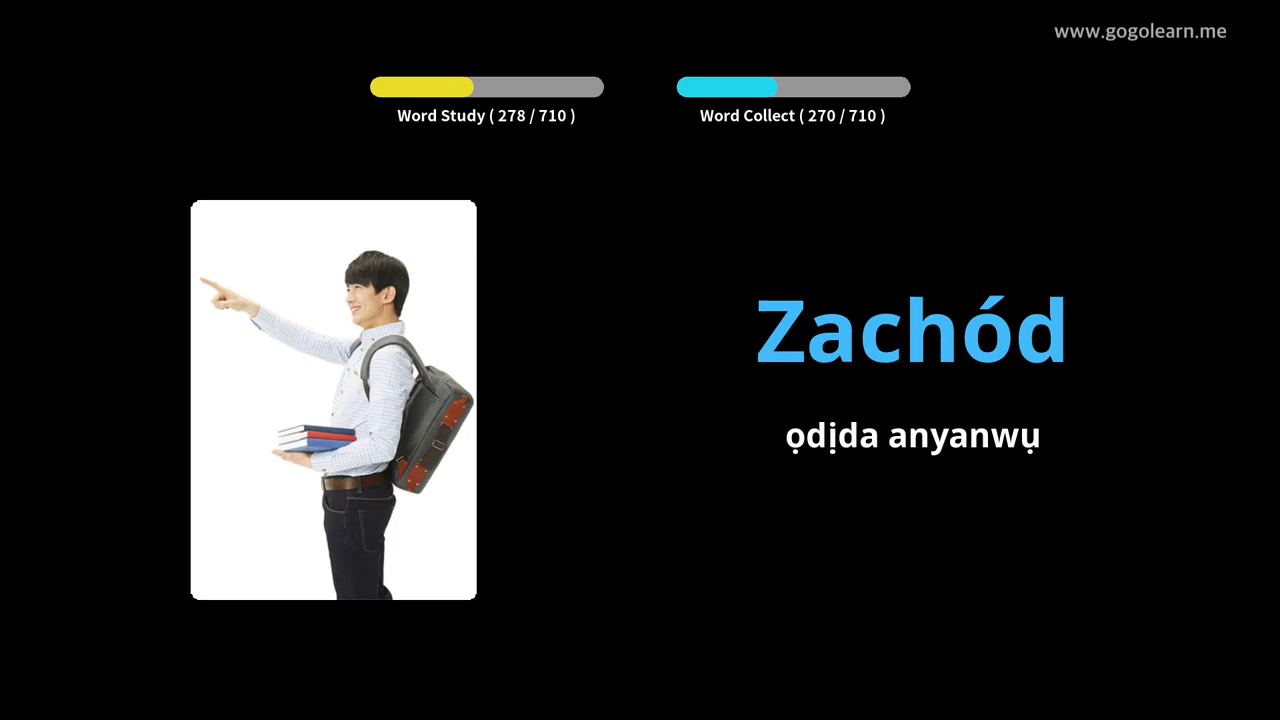 www.gogolearn.me
Word Study ( 278 / 710 )
Word Collect ( 270 / 710 )
Zachód
ọdịda anyanwụ